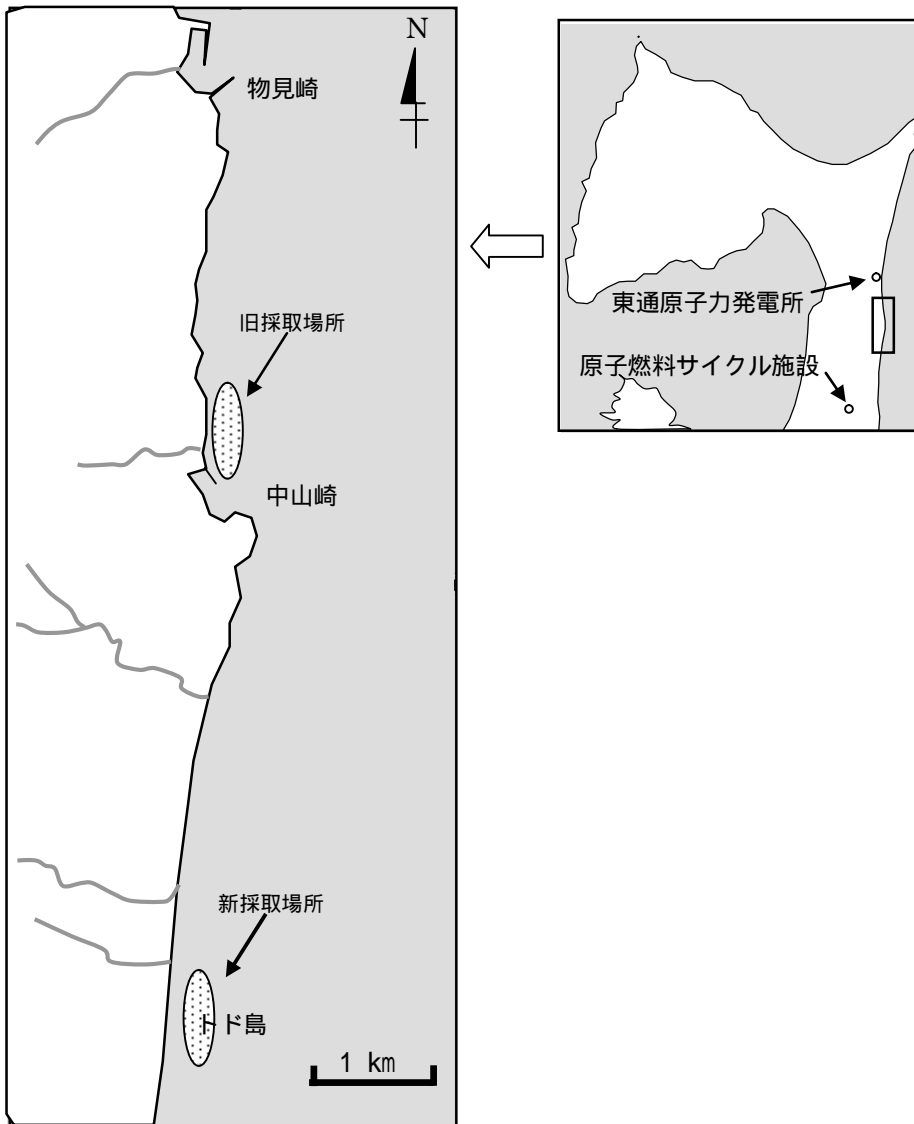 N
物見崎
旧採取場所
中山崎
新採取場所
トド島
1 km
東通原子力発電所
原子燃料サイクル施設